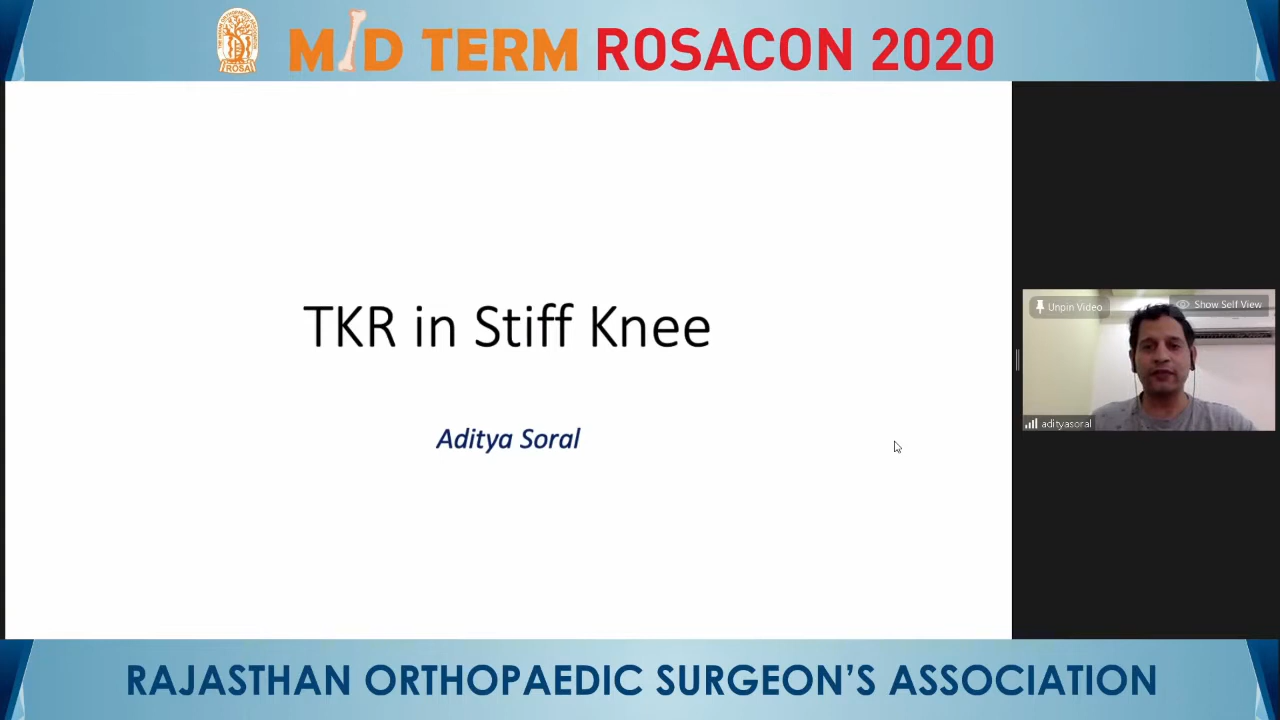 ROSA
MID TERM ROSACON 2020
TKR in Stiff Knee
Aditya Soral
Unpin Video
Show Self View
adityasoral
RAJASTHAN ORTHOPAEDIC SURGEON'S ASSOCIATION